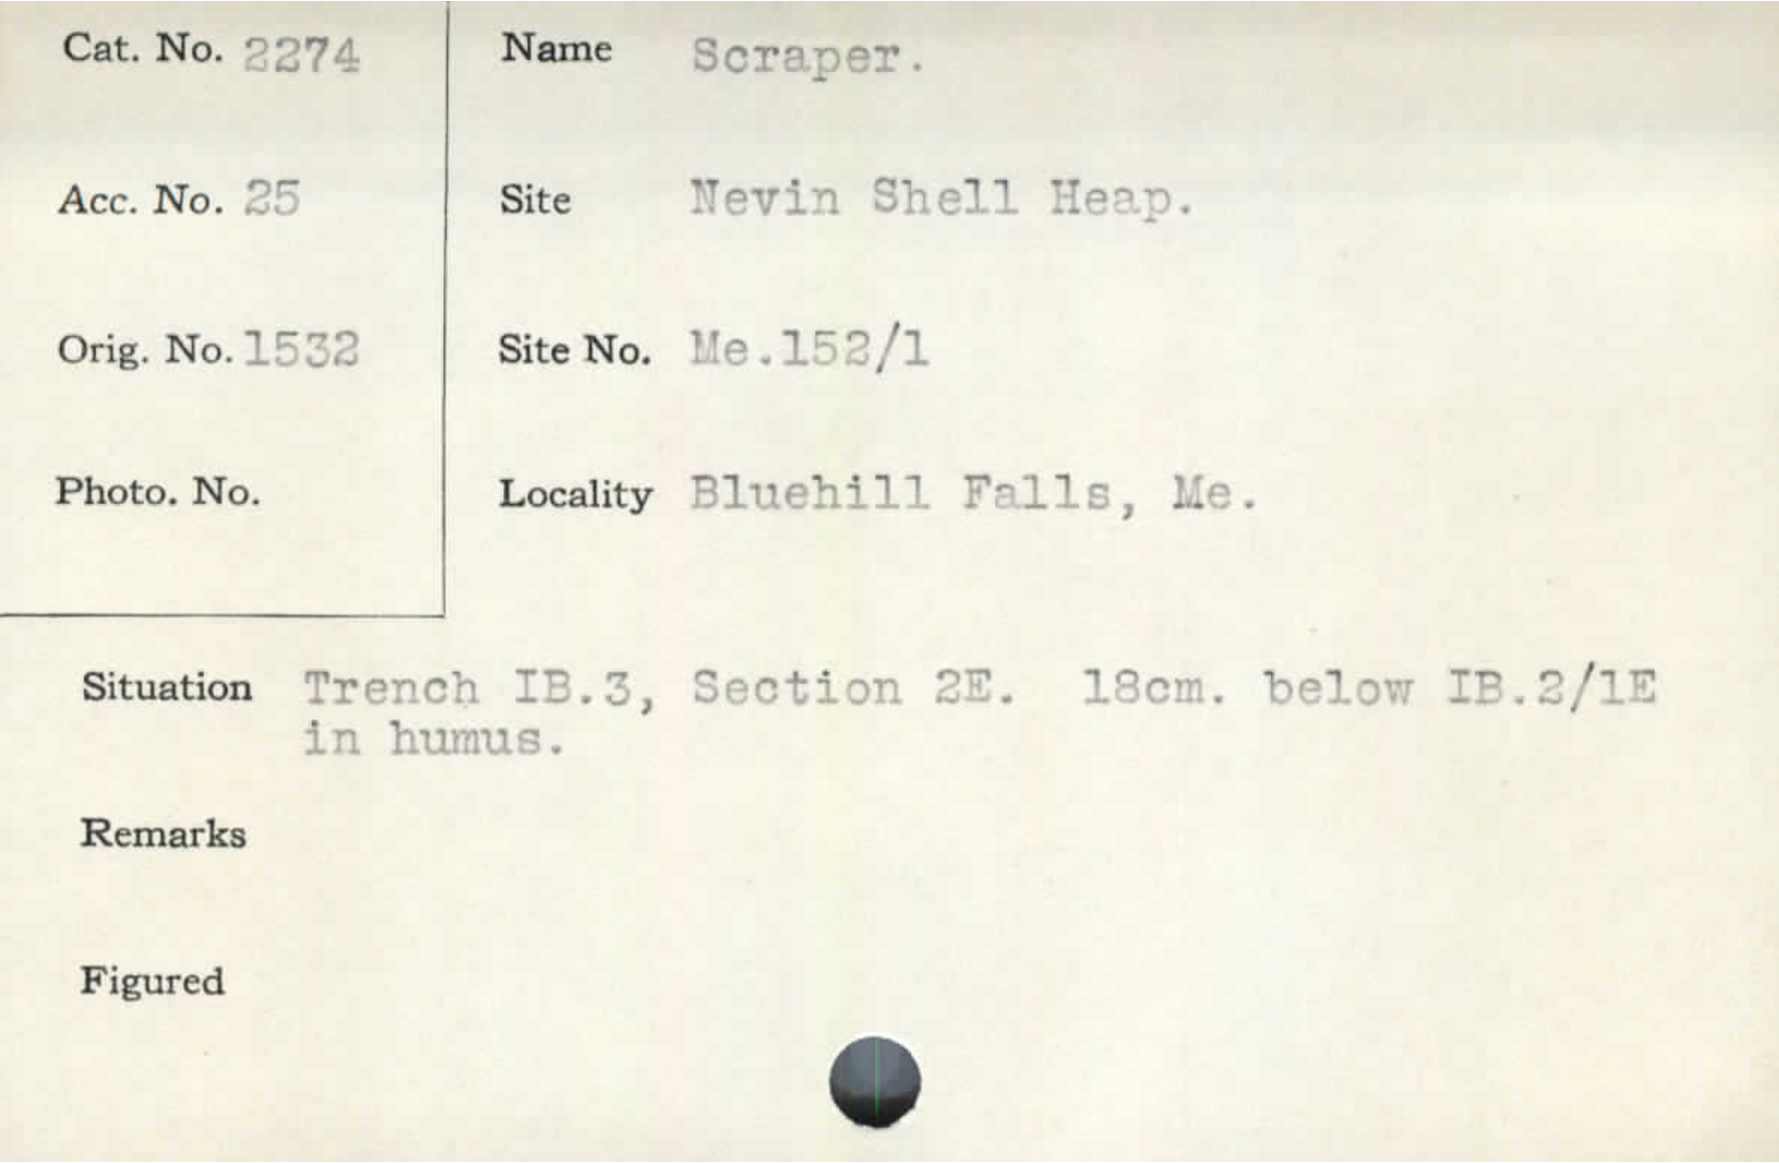 Cat. No. 2274
Acc. No. 25
Orig. No. 1532
Photo. No.
Name Scraper.
Site Nevin Shell Heap.
Site No. Me.152/1
Locality Bluehill Falls, Me.
Situation Trench IB.3, Section 2E. 18cm. below IB.2/1E
in humus.
Remarks
Figured